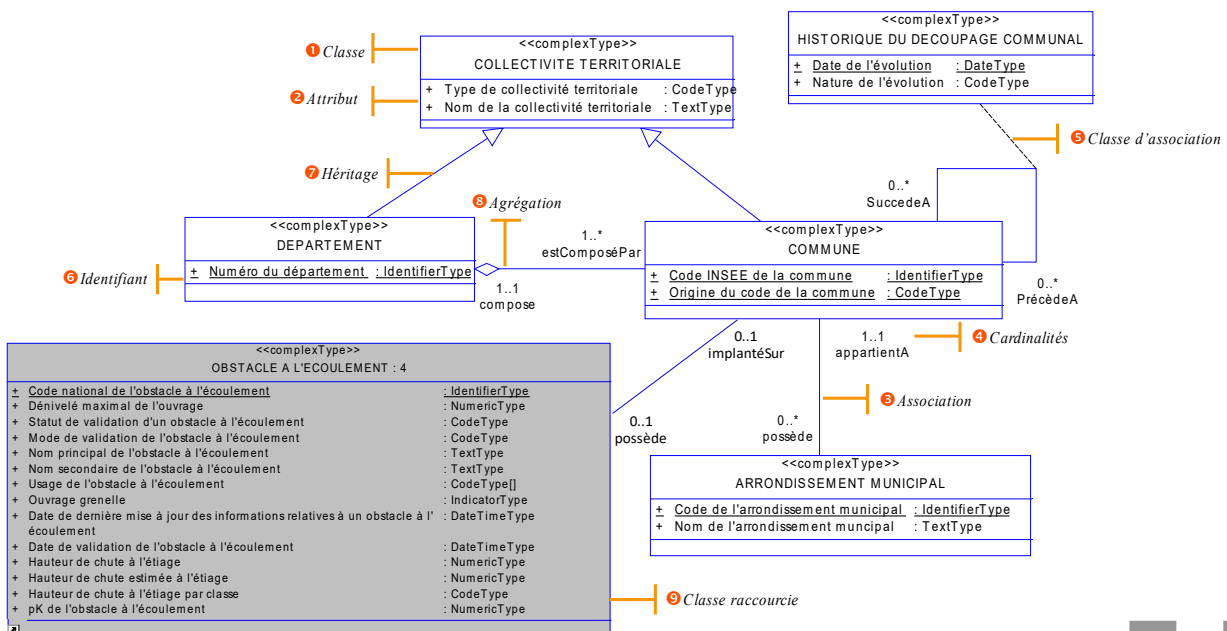 <<complexType>>
HISTORIQUE DU DECOUPAGE COMMUNAL
+ Date de l'évolution : DateType
+ Nature de l'évolution : CodeType
❶ Classe
<<complexType>>
COLLECTIVITE TERRITORIALE
+ Type de collectivité territoriale : CodeType
+ Nom de la collectivité territoriale : TextType
❷ Attribut
❺ Classe d'association
❼ Héritage
❽ Agrégation
0..*
SuccedeA
<<complexType>>
DEPARTEMENT
+ Numéro du département : IdentifierType
❻ Identifiant
1..*
estComposéPar
1..1
compose
<<complexType>>
COMMUNE
+ Code INSEE de la commune : IdentifierType
+ Origine du code de la commune : CodeType
0..*
PrécèdeA
0..1
implantéSur
1..1
appartientA
❹ Cardinalités
<<complexType>>
OBSTACLE A L'ECOULEMENT : 4
+ Code national de l'obstacle à l'écoulement : IdentifierType
+ Dénivelé maximal de l'ouvrage : NumericType
+ Statut de validation d'un obstacle à l'écoulement : CodeType
+ Mode de validation de l'obstacle à l'écoulement : CodeType
+ Nom principal de l'obstacle à l'écoulement : TextType
+ Nom secondaire de l'obstacle à l'écoulement : TextType
+ Usage de l'obstacle à l'écoulement : CodeType[]
+ Ouvrage grenelle : IndicatorType
+ Date de dernière mise à jour des informations relatives à un obstacle à l' : DateTimeType
écoulement
+ Date de validation de l'obstacle à l'écoulement : DateTimeType
+ Hauteur de chute à l'étiage : NumericType
+ Hauteur de chute estimée à l'étiage : NumericType
+ Hauteur de chute à l'étiage par classe : CodeType
+ pK de l'obstacle à l'écoulement : NumericType
0..1
possède
❸ Association
0..*
possède
<<complexType>>
ARRONDISSEMENT MUNICIPAL
+ Code de l'arrondissement municipal : IdentifierType
+ Nom de l'arrondissement muncipal : TextType
❾ Classe raccourcie